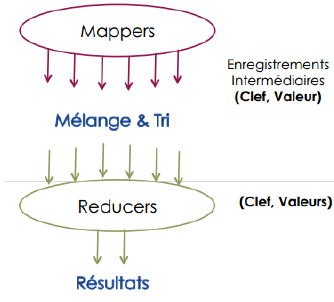 Mappers
Enregistrements
Intermédiaires
(Clef, Valeur)
Mélange & Tri
Reducers
(Clef, Valeurs)
Résultats